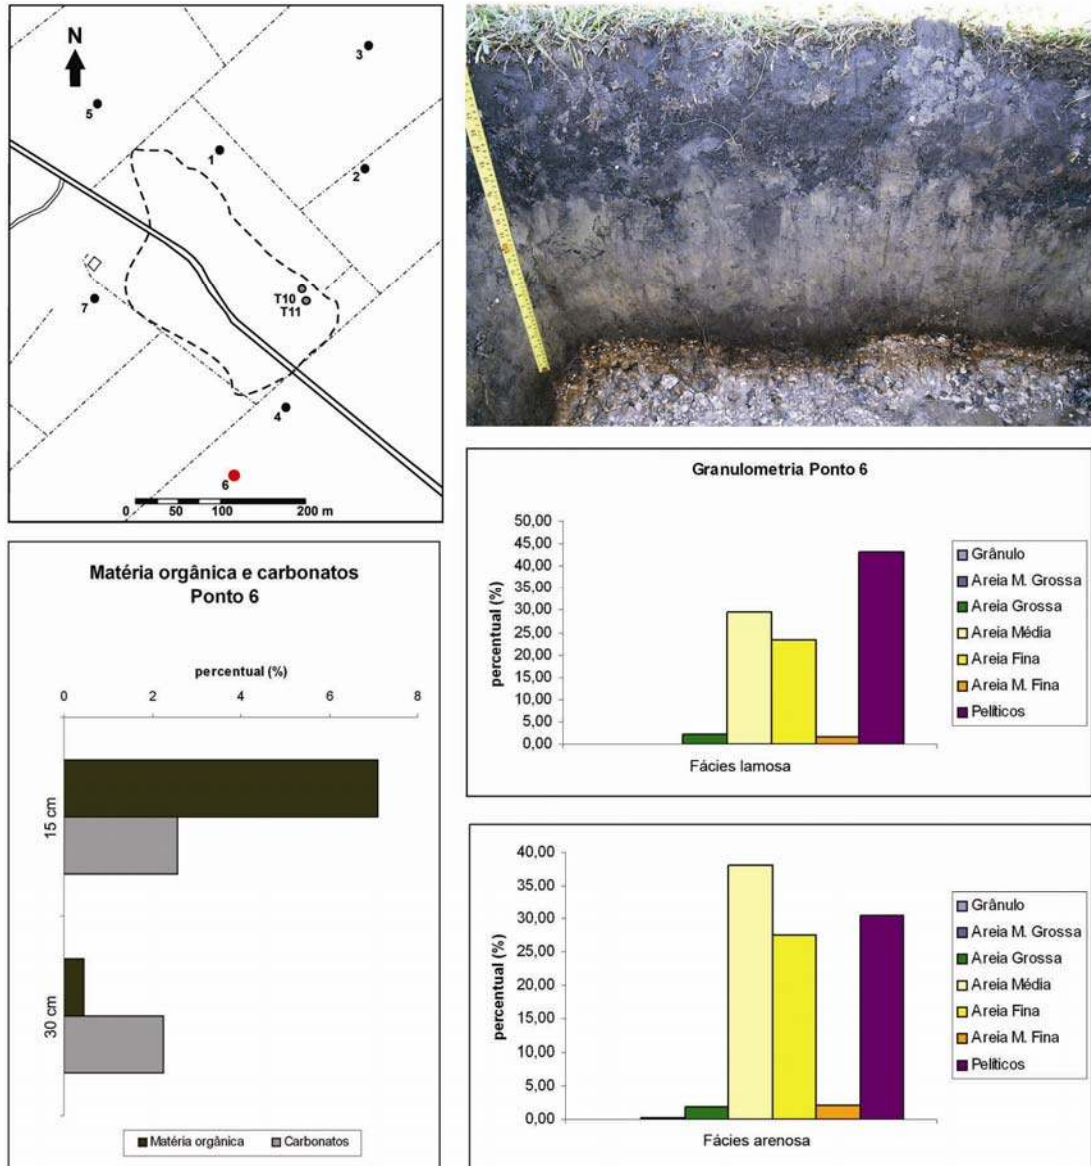 N
3
5
1
2
T10
T11
7
4
6
0 50 100 200 m
Matéria orgânica e carbonatos
Ponto 6
percentual (%)
0 2 4 6 8
15 cm
30 cm
Matéria orgânica Carbonatos
Granulometria Ponto 6
percentual (%)
50,00
45,00
40,00
35,00
30,00
25,00
20,00
15,00
10,00
5,00
0,00
Fácies lamosa
Grânulo
Areia M. Grossa
Areia Grossa
Areia Média
Areia Fina
Areia M. Fina
Pelíticos
percentual (%)
40,00
35,00
30,00
25,00
20,00
15,00
10,00
5,00
0,00
Fácies arenosa
Grânulo
Areia M. Grossa
Areia Grossa
Areia Média
Areia Fina
Areia M. Fina
Pelíticos